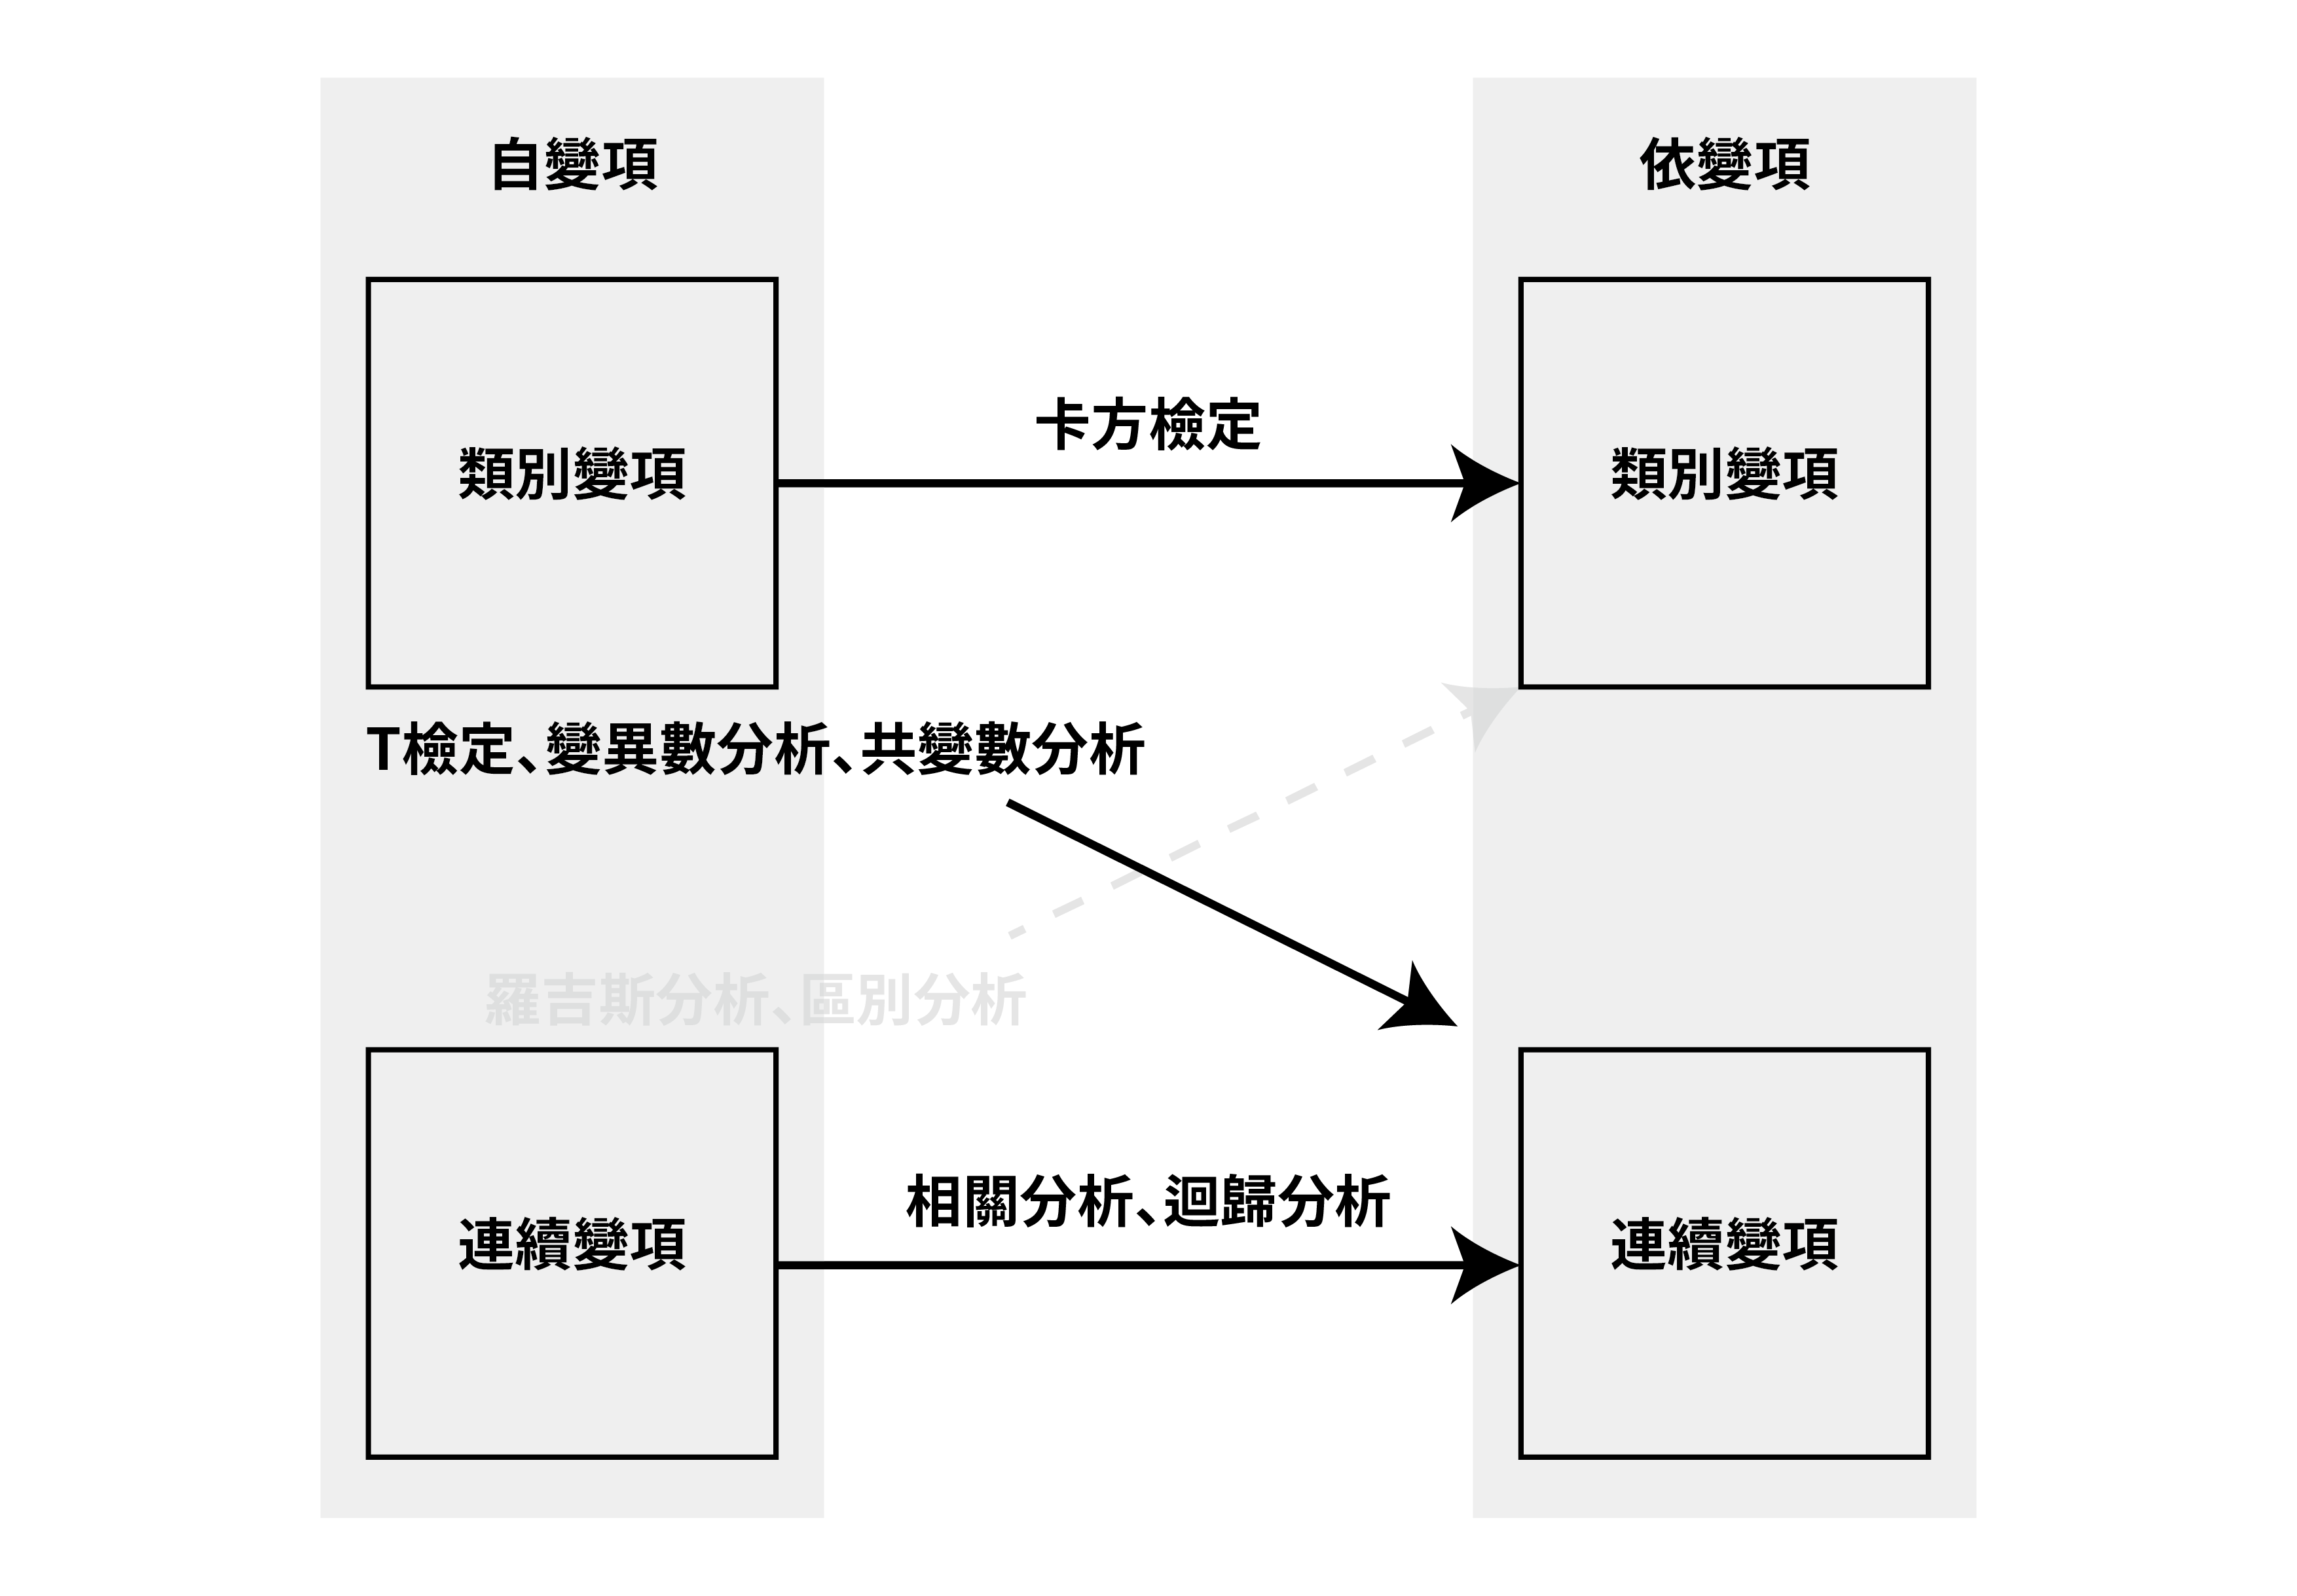 自變項
依變項
卡方檢定
類別變項
類別變項
T檢定、變異數分析、共變數分析
羅吉斯分析、區別分析
相關分析、迴歸分析
連續變項
連續變項